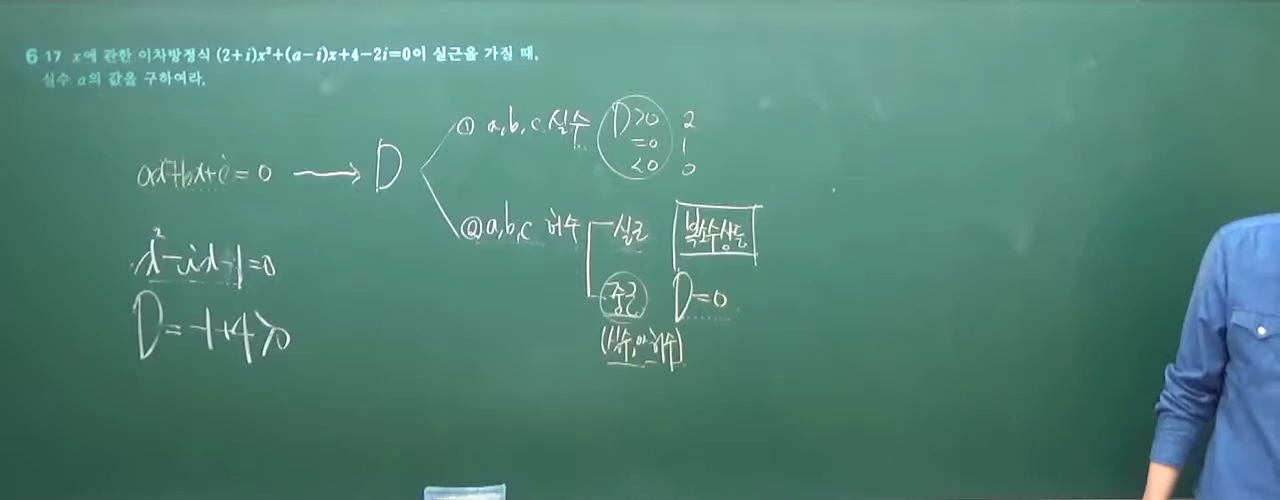 6 17 x에 관한 이차방정식 (2+i)x²+(a-i)x+4-2i=0이 실근을 가질 때,
실수 a의 값을 구하여라.
ax²+bx+c=0 → D
① a, b, c 실수 D>0 2
=0 1
<0 0
② a, b, c 허수 실근 복소수상등
중근 D=0
(실수, or 허수)
x²-ix-1=0
D=-1+4>0